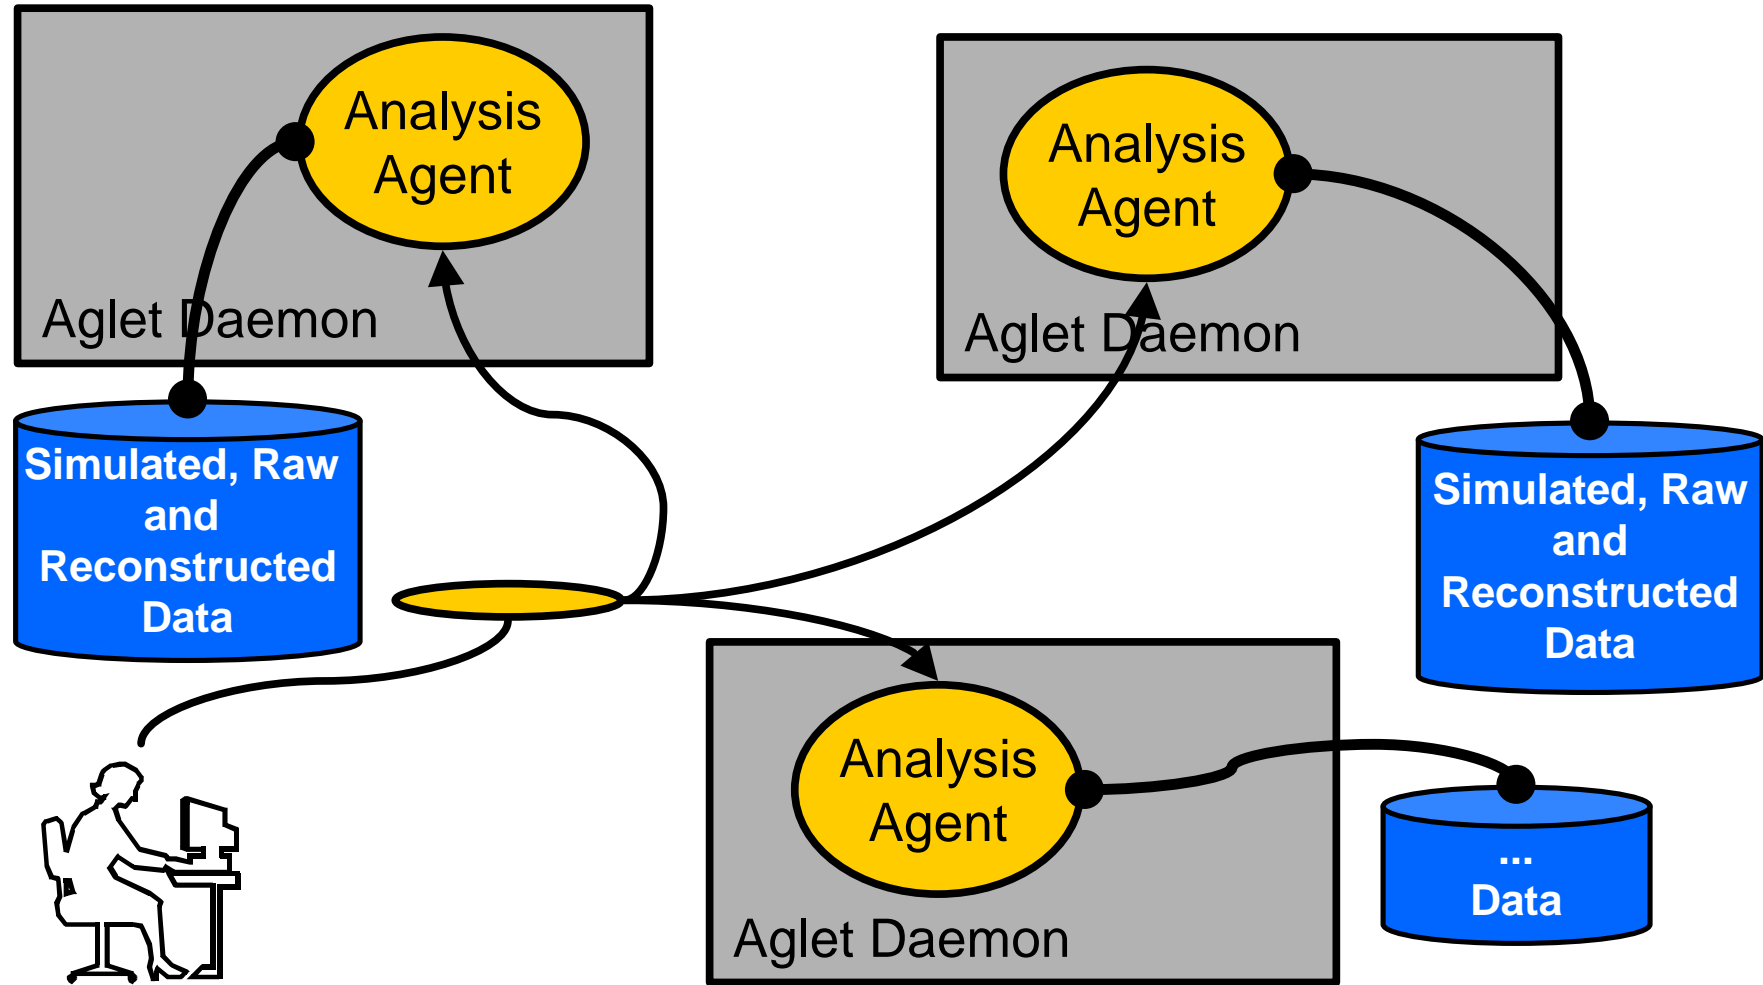 Analysis
Agent
Aglet Daemon
Analysis
Agent
Aglet Daemon
Simulated, Raw
and
Reconstructed
Data
Simulated, Raw
and
Reconstructed
Data
Analysis
Agent
Aglet Daemon
...
Data